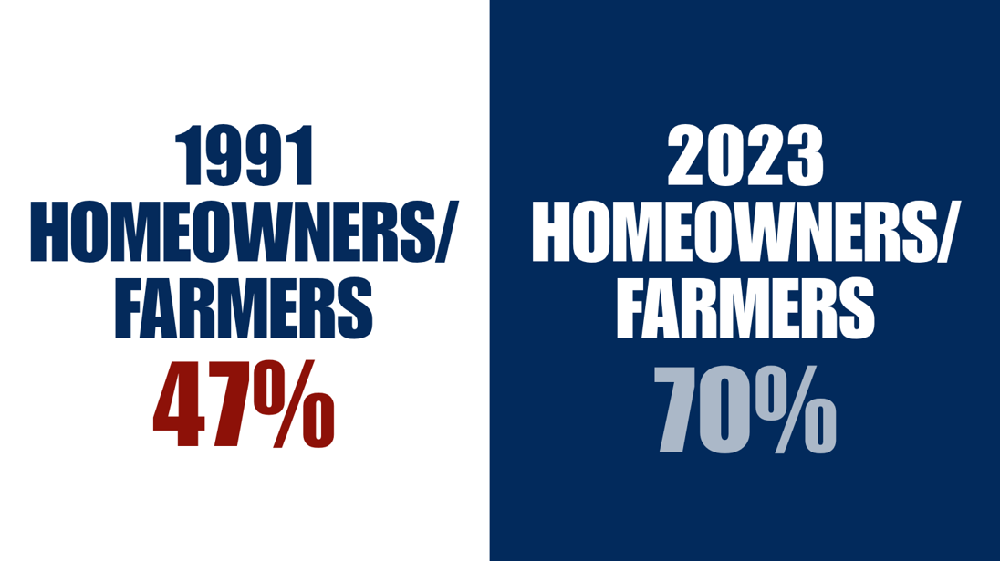 1991
HOMEOWNERS/
FARMERS
47%
2023
HOMEOWNERS/
FARMERS
70%